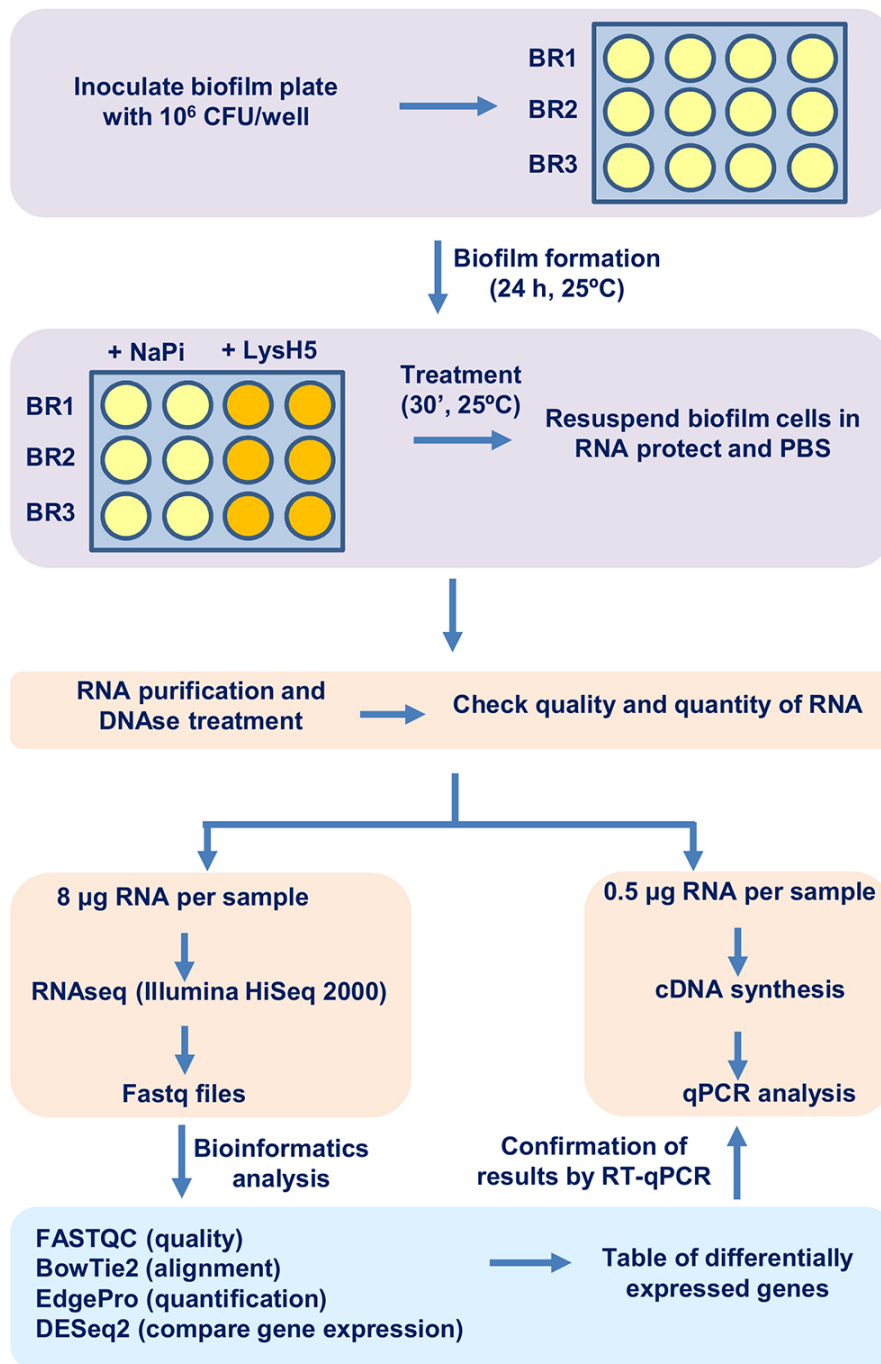 Inoculate biofilm plate
with 10⁶ CFU/well
BR1
BR2
BR3
Biofilm formation
(24 h, 25ºC)
+ NaPi
+ LysH5
BR1
BR2
BR3
Treatment
(30’, 25ºC)
Resuspend biofilm cells in
RNA protect and PBS
RNA purification and
DNAse treatment
Check quality and quantity of RNA
8 µg RNA per sample
RNAseq (Illumina HiSeq 2000)
Fastq files
0.5 µg RNA per sample
cDNA synthesis
qPCR analysis
Bioinformatics
analysis
Confirmation of
results by RT-qPCR
FASTQC (quality)
BowTie2 (alignment)
EdgePro (quantification)
DESeq2 (compare gene expression)
Table of differentially
expressed genes